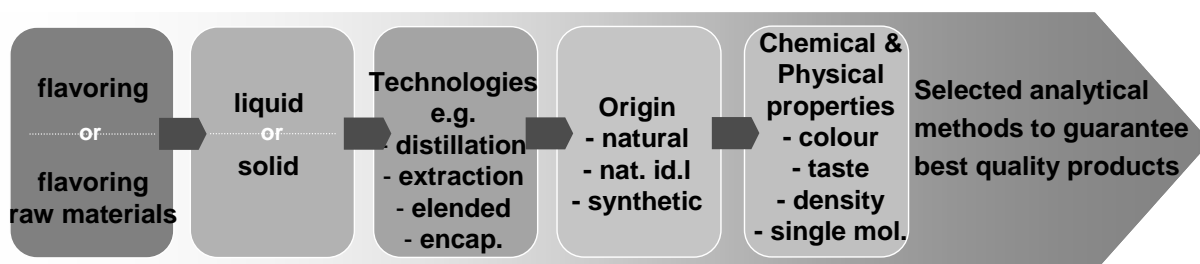 flavoring
or
flavoring
raw materials
liquid
or
solid
Technologies
e.g.
- distillation
- extraction
- elended
- encap.
Origin
- natural
- nat. id.l
- synthetic
Chemical &
Physical
properties
- colour
- taste
- density
- single mol.
Selected analytical
methods to guarantee
best quality products